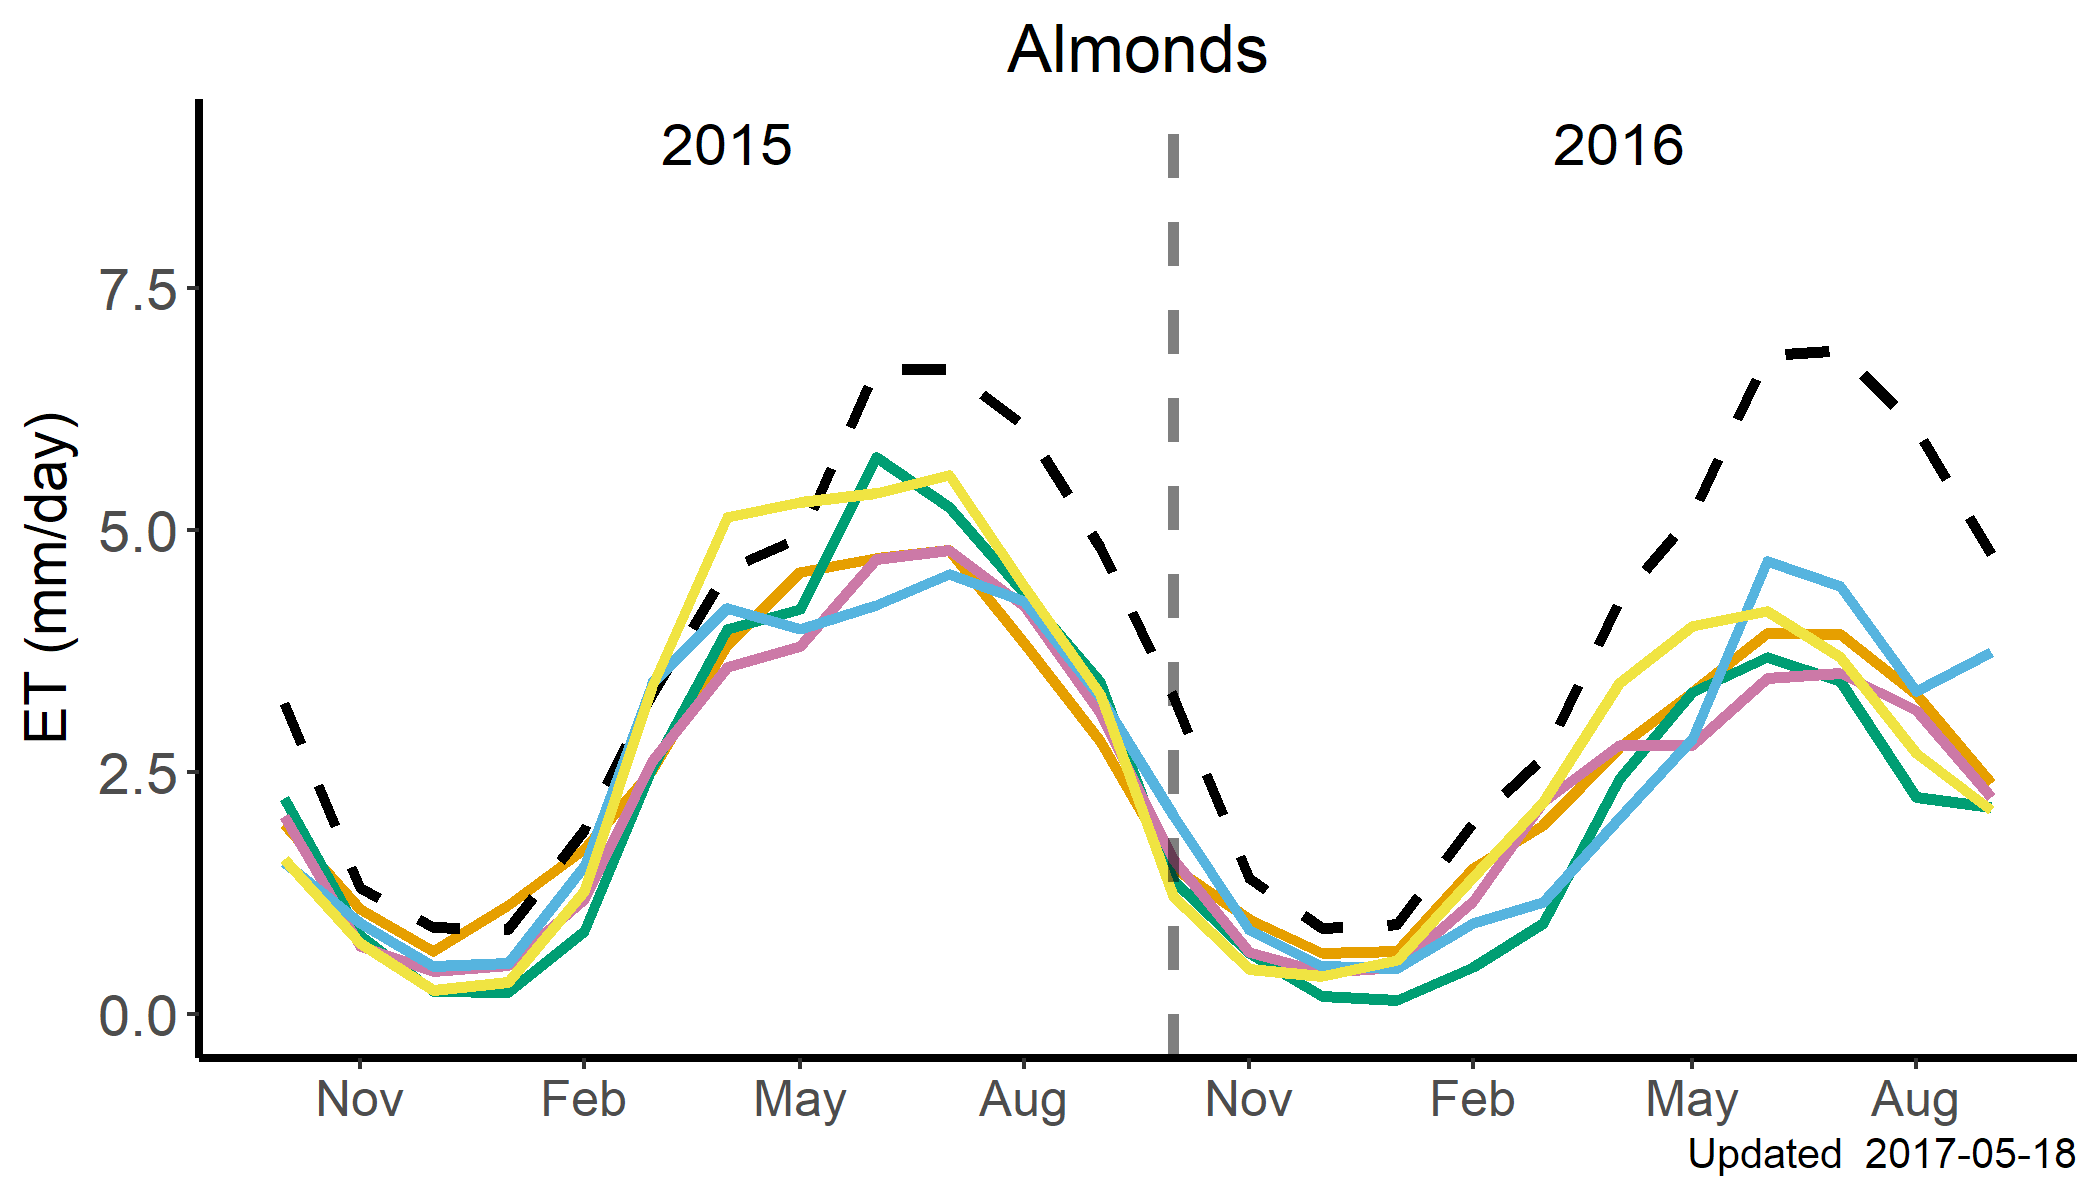 Almonds
2015 2016
ET (mm/day)
7.5
5.0
2.5
0.0
Nov Feb May Aug Nov Feb May Aug
Updated 2017-05-18